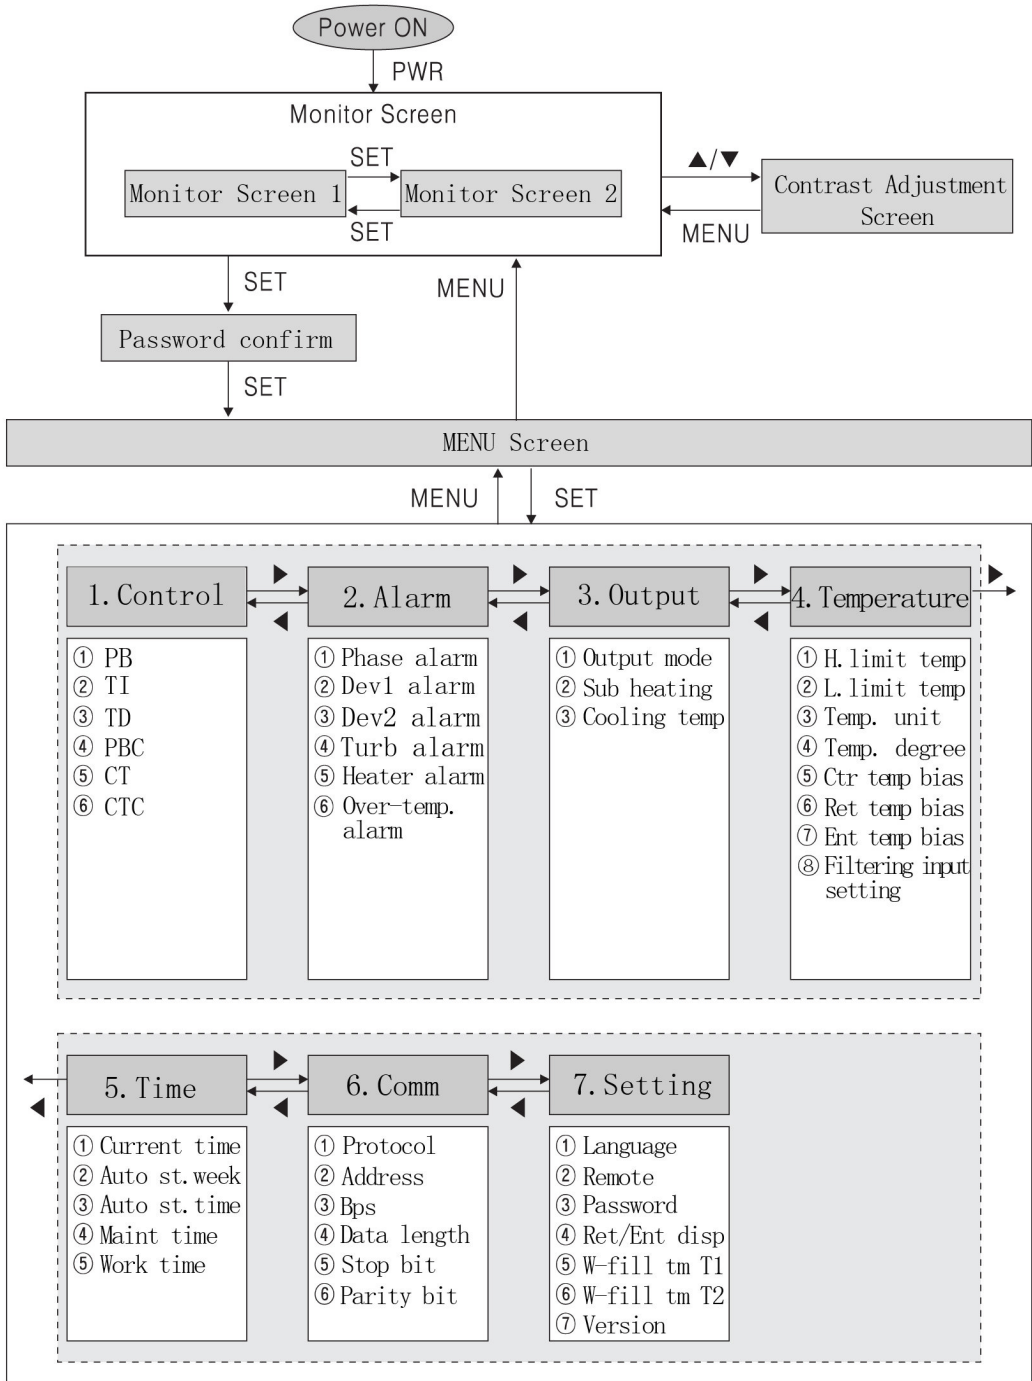 Power ON
PWR
Monitor Screen
SET
Monitor Screen 1
Monitor Screen 2
SET
▲/▼
Contrast Adjustment
Screen
MENU
SET
MENU
Password confirm
SET
MENU Screen
MENU
SET
1.Control
① PB
② TI
③ TD
④ PBC
⑤ CT
⑥ CTC
2.Alarm
① Phase alarm
② Dev1 alarm
③ Dev2 alarm
④ Turb alarm
⑤ Heater alarm
⑥ Over-temp.
alarm
3.Output
① Output mode
② Sub heating
③ Cooling temp
4.Temperature
① H.limit temp
② L.limit temp
③ Temp. unit
④ Temp. degree
⑤ Ctr temp bias
⑥ Ret temp bias
⑦ Ent temp bias
⑧ Filtering input
setting
5.Time
① Current time
② Auto st.week
③ Auto st.time
④ Maint time
⑤ Work time
6.Comm
① Protocol
② Address
③ Bps
④ Data length
⑤ Stop bit
⑥ Parity bit
7.Setting
① Language
② Remote
③ Password
④ Ret/Ent disp
⑤ W-fill tm T1
⑥ W-fill tm T2
⑦ Version